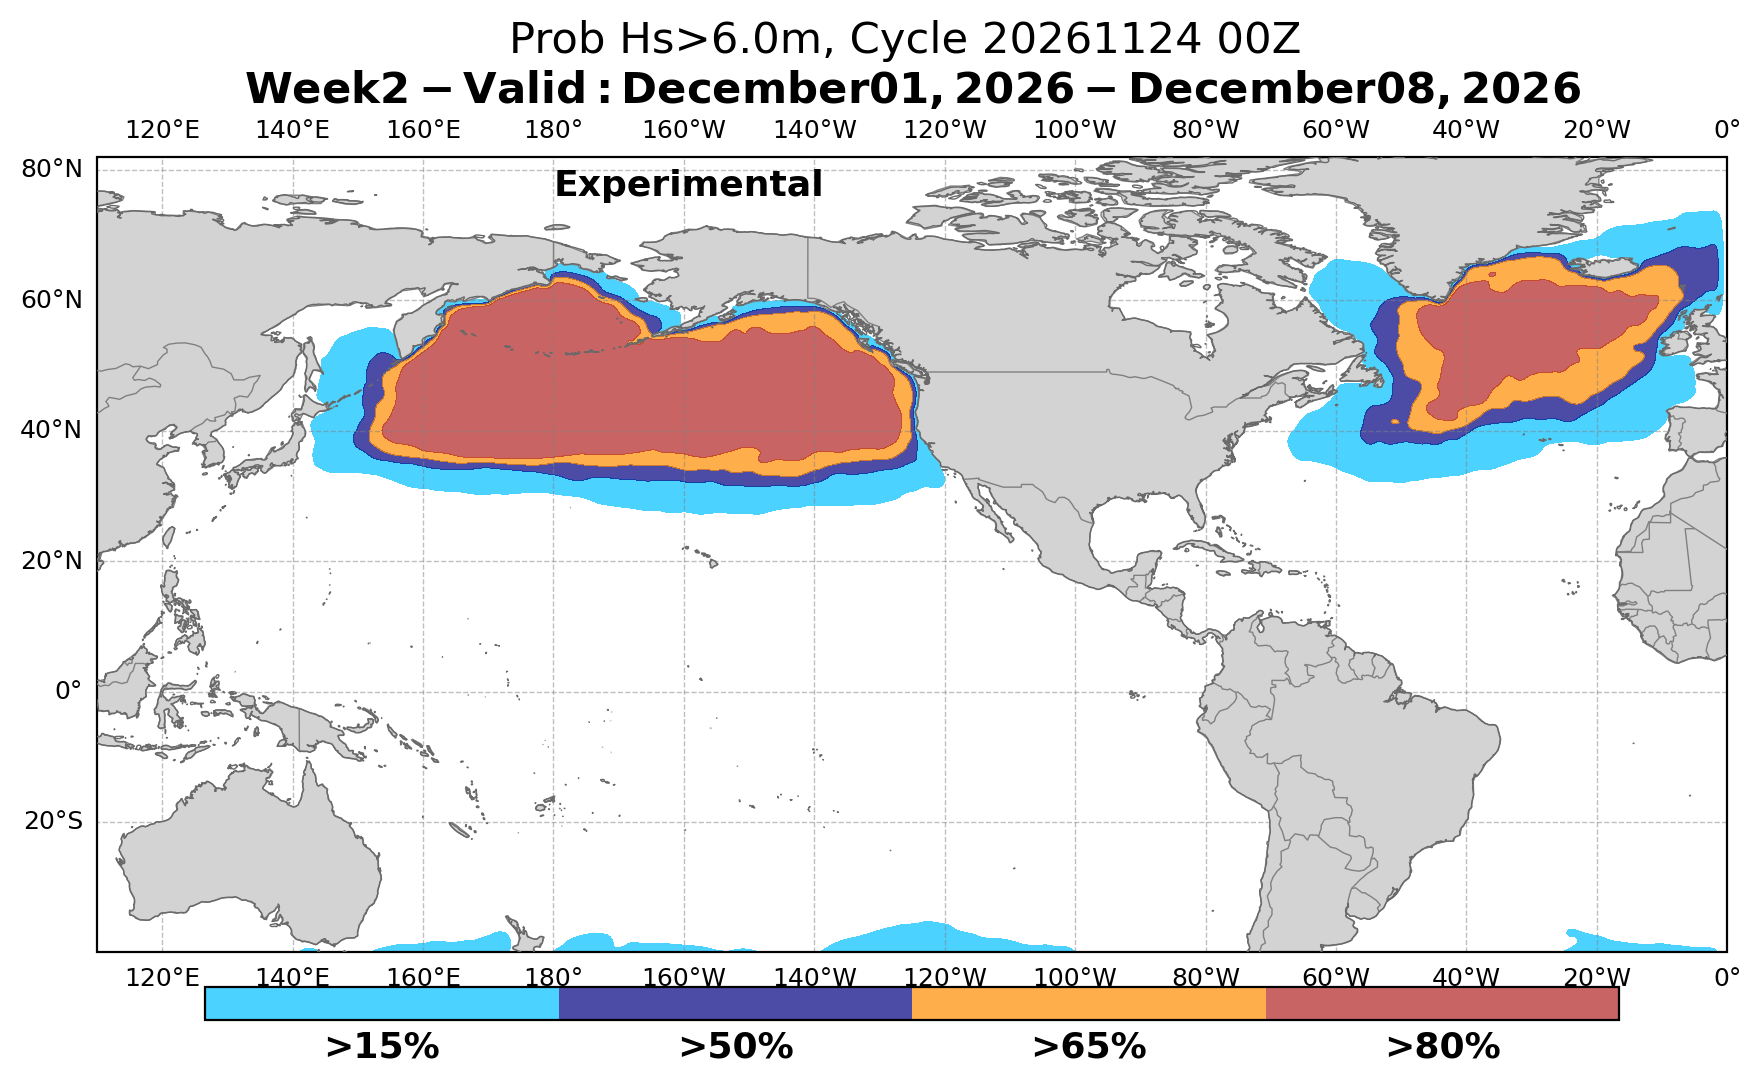 Prob Hs>6.0m, Cycle 20261124 00Z
Week2 − Valid : December01, 2026 − December08, 2026
120°E 140°E 160°E 180° 160°W 140°W 120°W 100°W 80°W 60°W 40°W 20°W 0°
80°N
Experimental
60°N
40°N
20°N
0°
20°S
120°E 140°E 160°E 180° 160°W 140°W 120°W 100°W 80°W 60°W 40°W 20°W 0°
>15% >50% >65% >80%